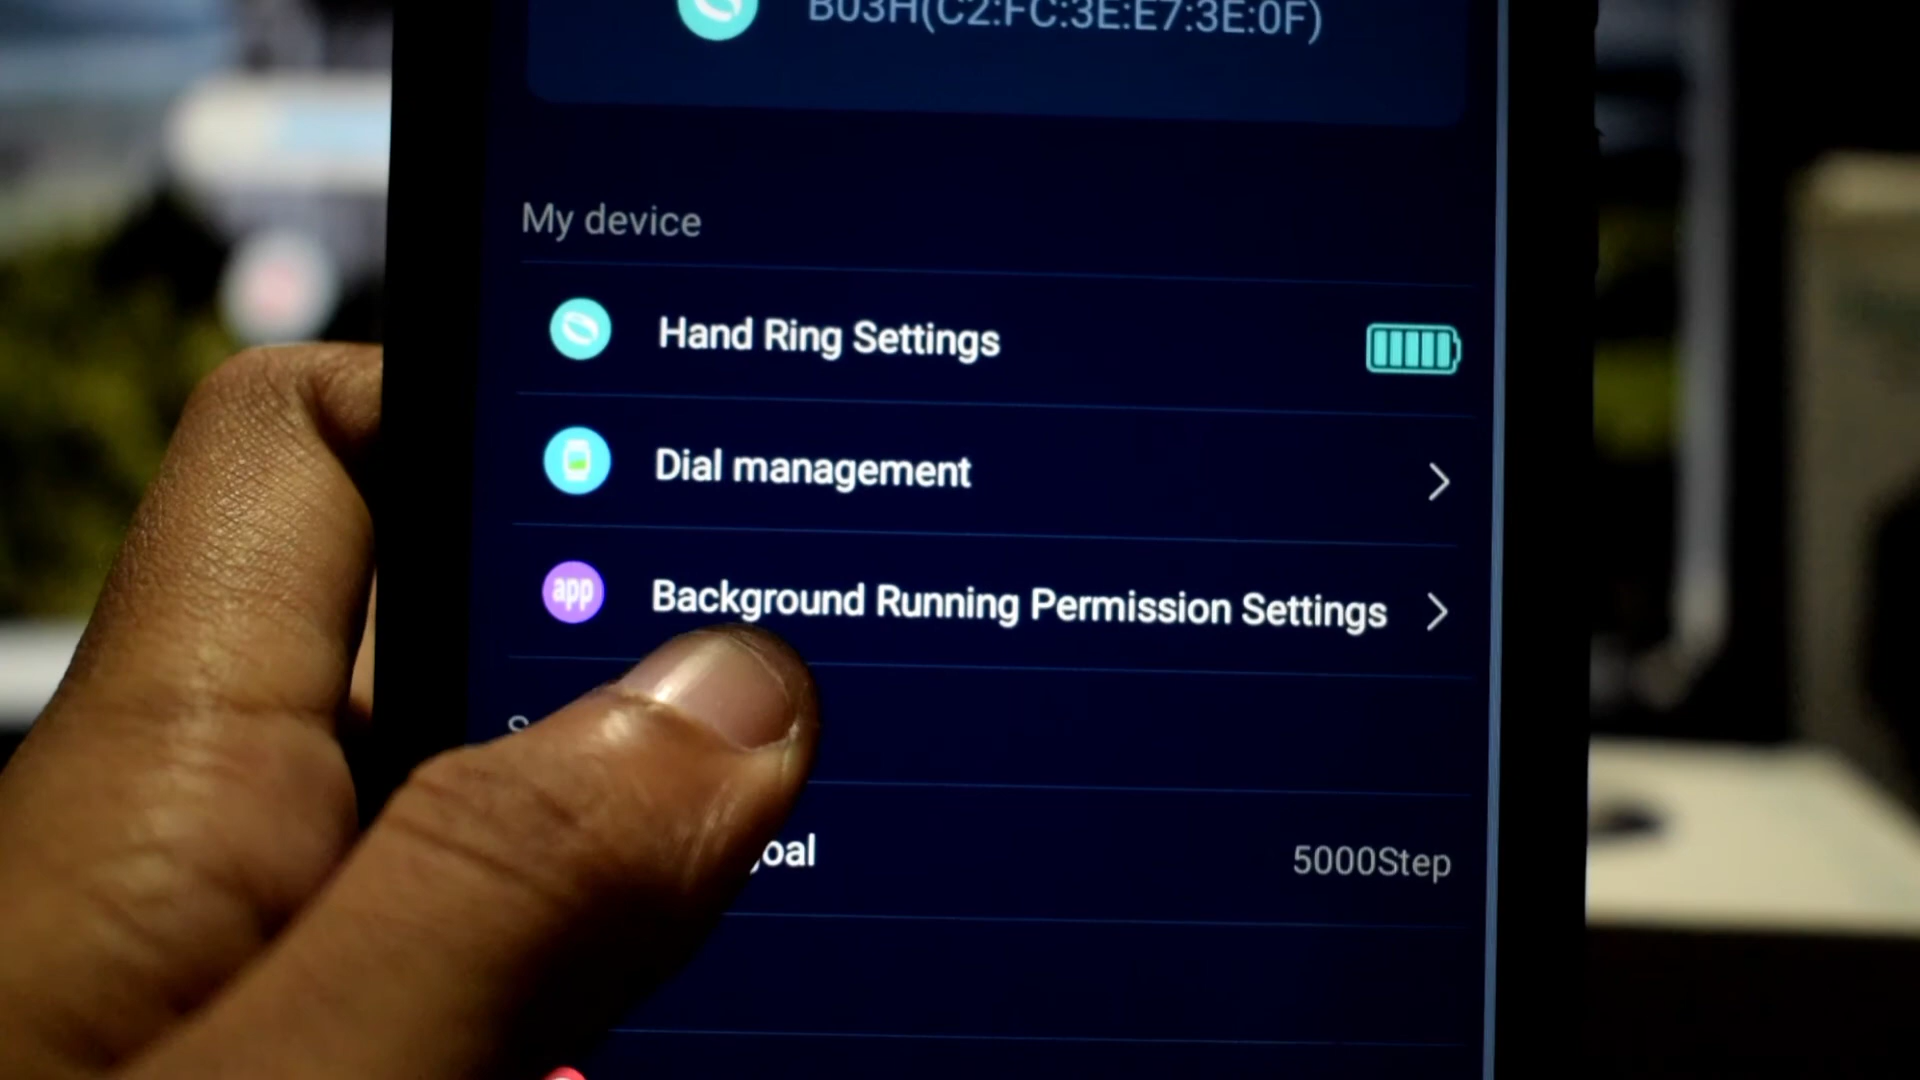 B03H(C2:FC:3E:E7:3E:0F)
My device
Hand Ring Settings
Dial management
app
Background Running Permission Settings
5000Step